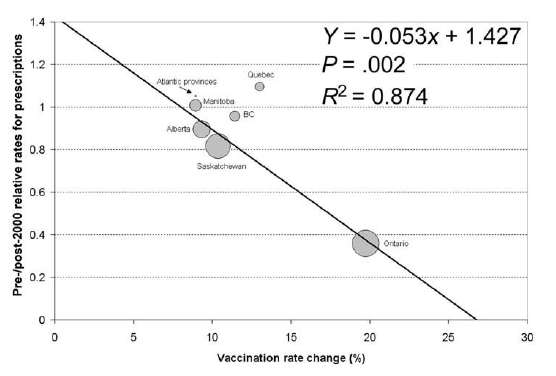 Y = -0.053x + 1.427
P = .002
R² = 0.874
Pre-/post-2000 relative rates for prescriptions
1.4
1.2
1
0.8
0.6
0.4
0.2
0
Quebec
Atlantic provinces
Manitoba
BC
Alberta
Saskatchewan
Ontario
0 5 10 15 20 25 30
Vaccination rate change (%)